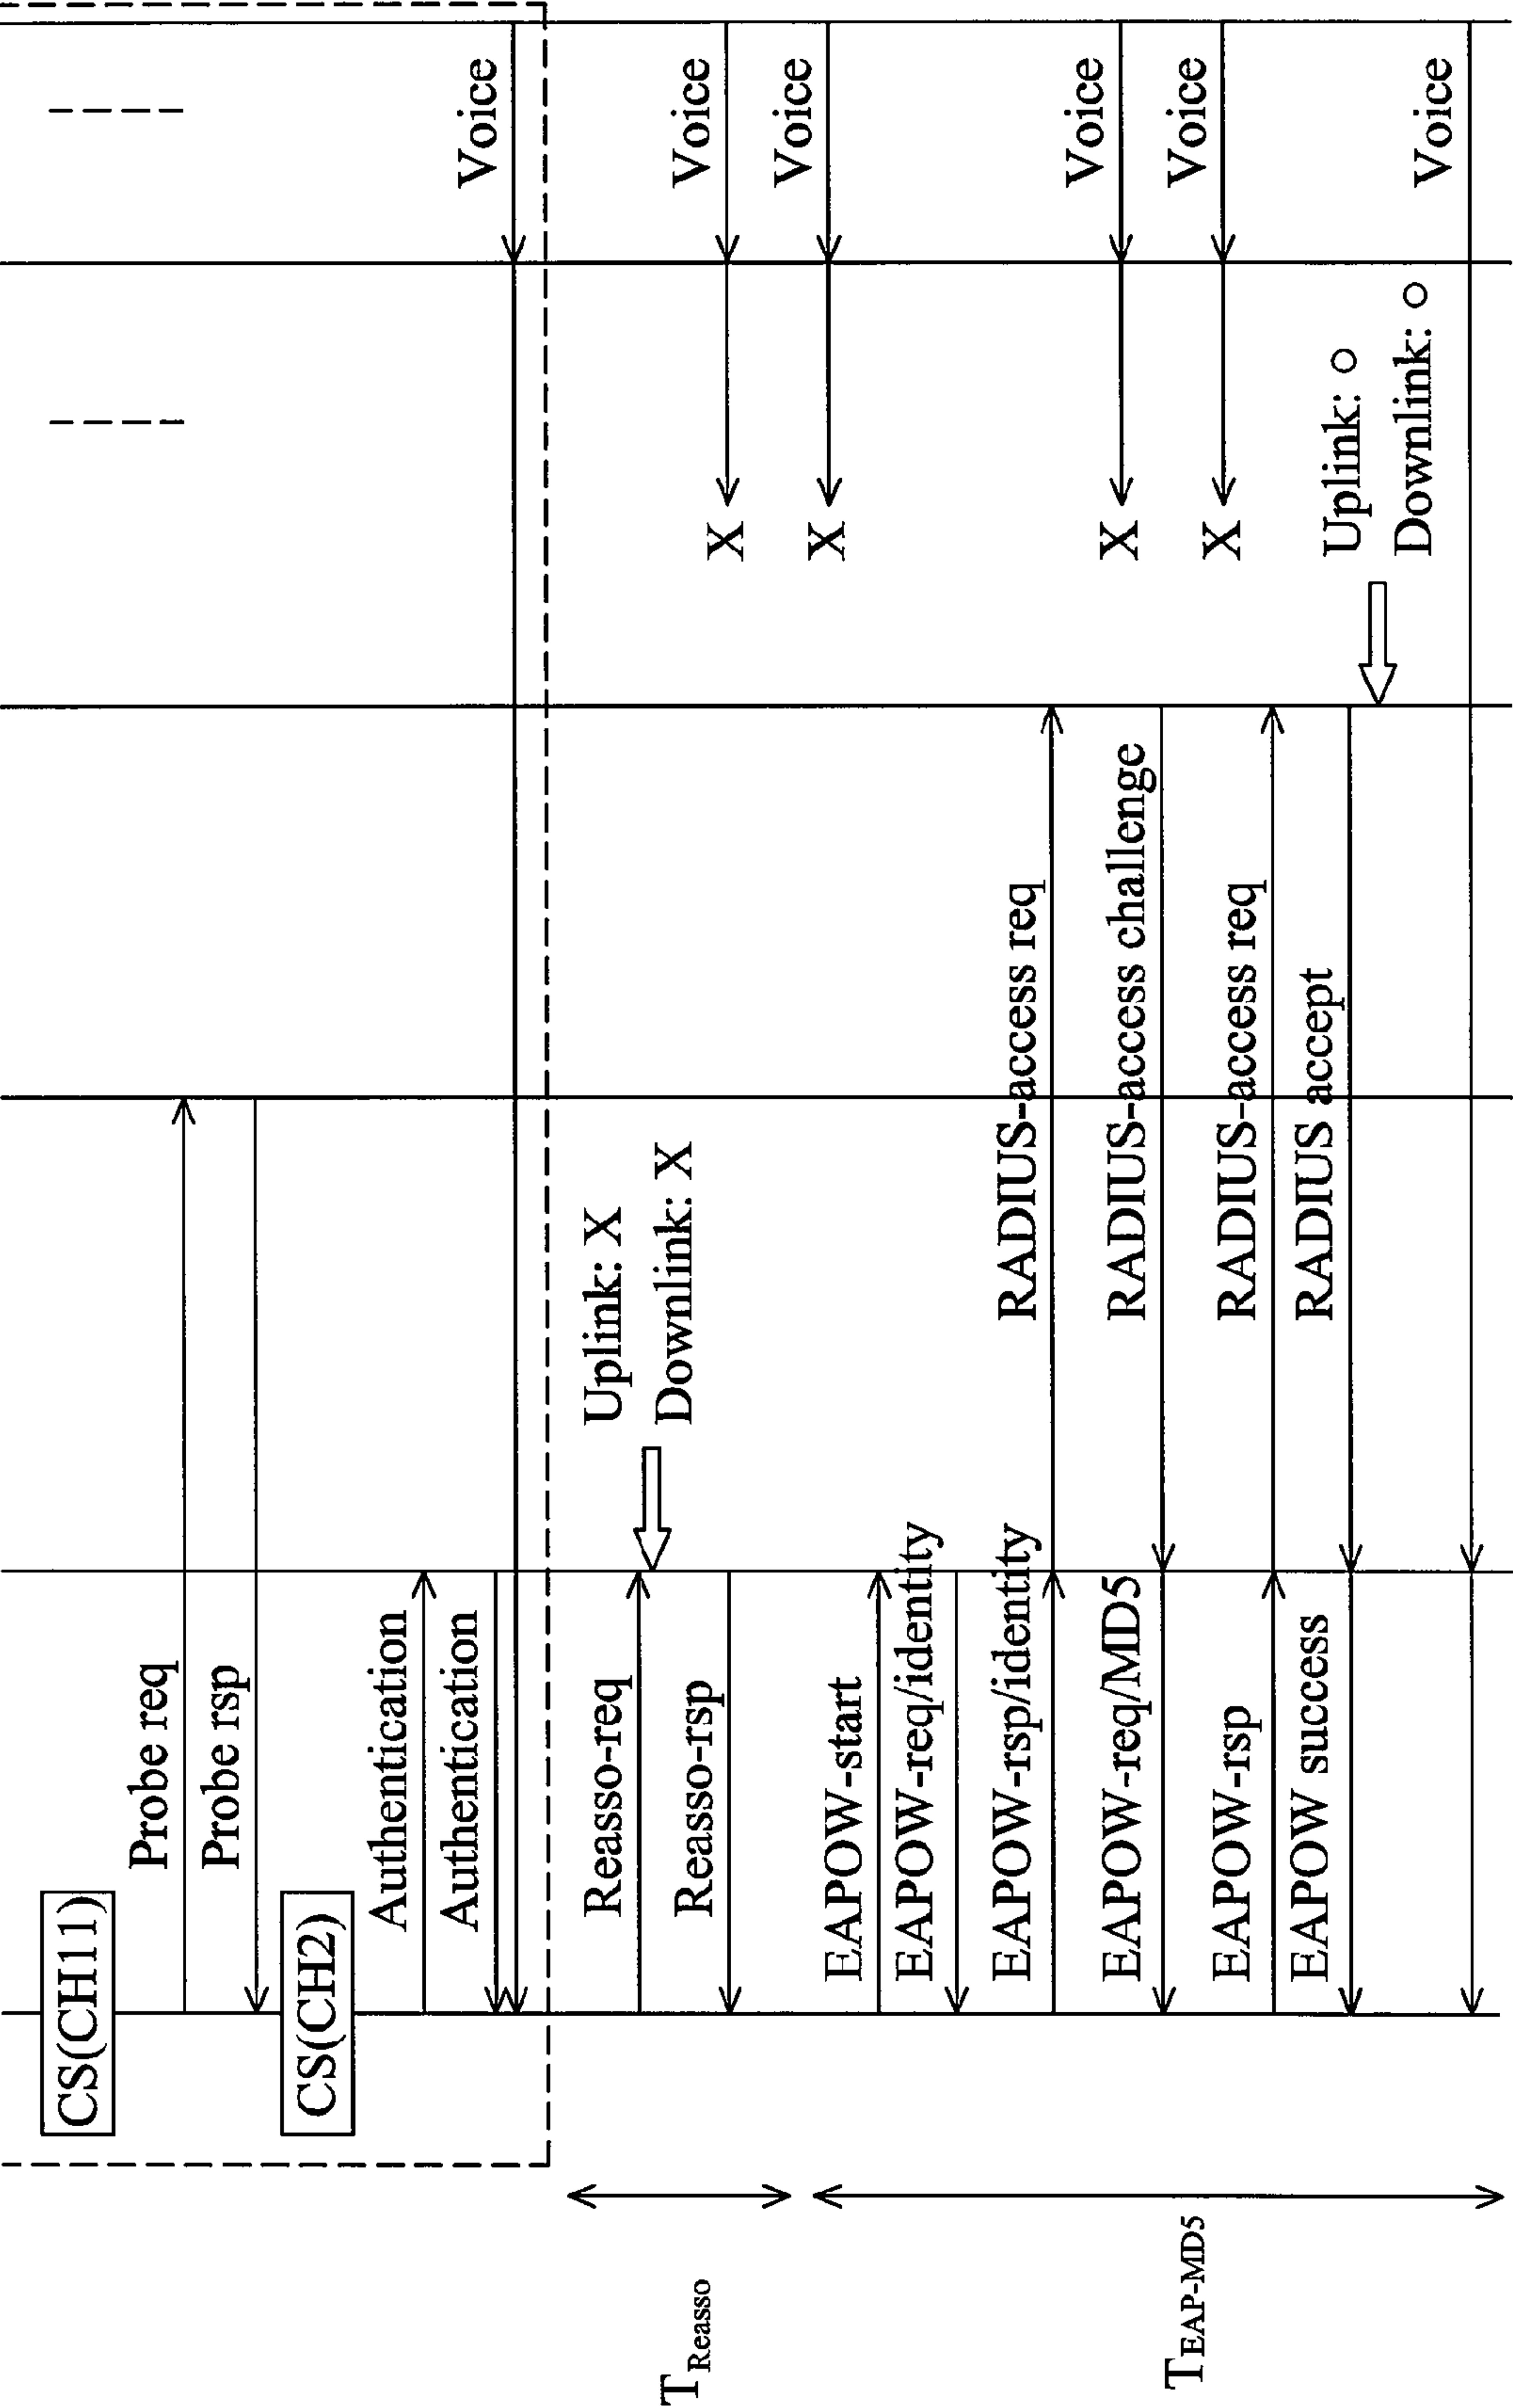 CS(CH11)
Probe req
Probe rsp
CS(CH2)
Authentication
Authentication
Voice
Reasso-req
Uplink: X
Downlink: X
Reasso-rsp
Voice
X
Voice
X
EAPOW-start
EAPOW-req/identity
EAPOW-rsp/identity
RADIUS-access req
Voice
X
EAPOW-req/MD5
RADIUS-access challenge
Voice
X
EAPOW-rsp
RADIUS-access req
EAPOW success
RADIUS accept
Uplink: ○
Downlink: ○
Voice
TReasso
TEAP-MD5